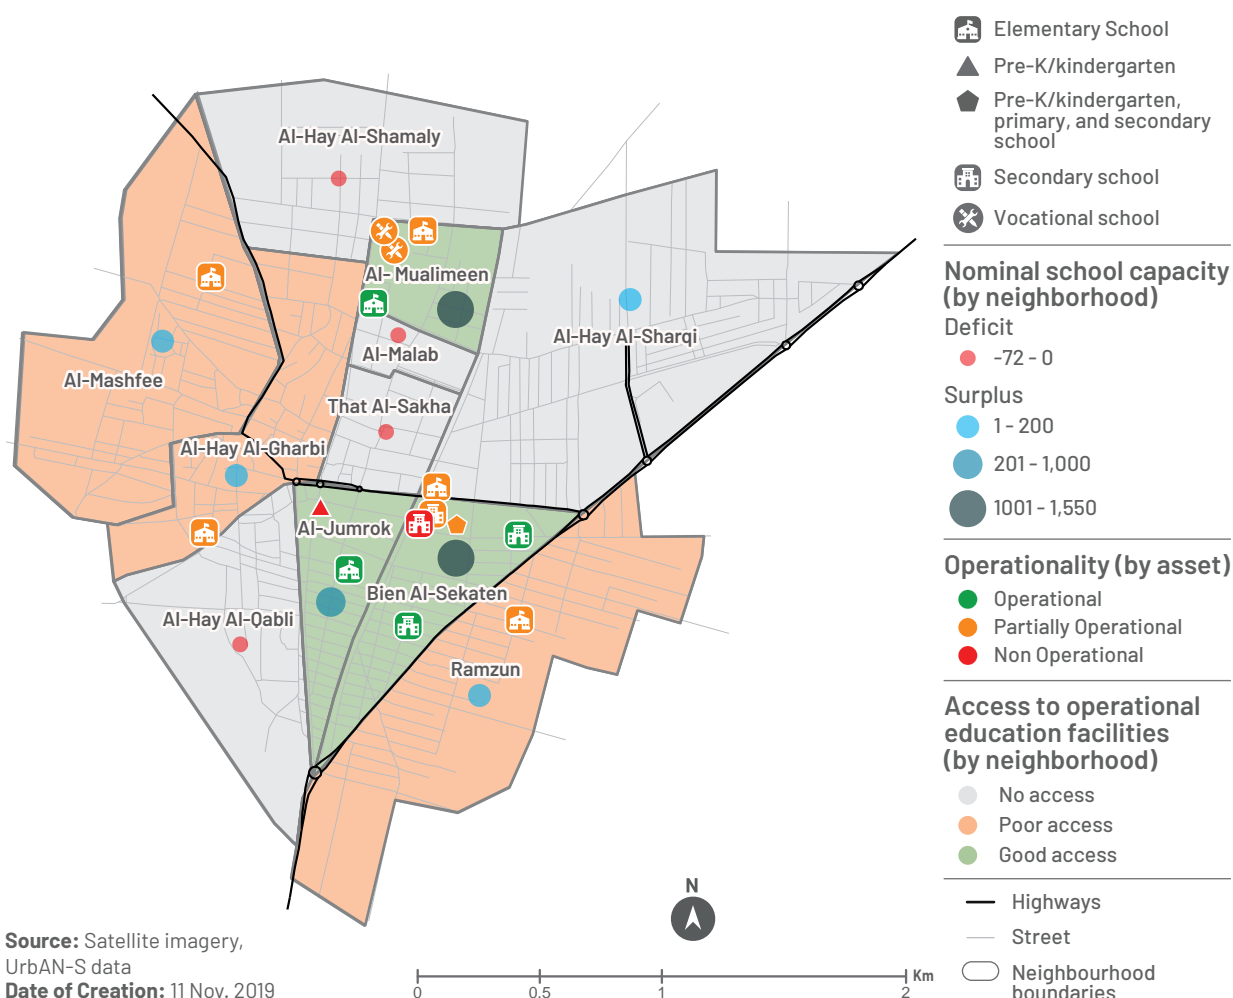 Elementary School
Pre-K/kindergarten
Pre-K/kindergarten,
primary, and secondary
school
Secondary school
Vocational school
Nominal school capacity
(by neighborhood)
Deficit
-72 - 0
Surplus
1 - 200
201 - 1,000
1001 - 1,550
Operationality (by asset)
Operational
Partially Operational
Non Operational
Access to operational
education facilities
(by neighborhood)
No access
Poor access
Good access
Highways
Street
Neighbourhood
boundaries
Al-Hay Al-Shamaly
Al- Mualimeen
Al-Hay Al-Sharqi
Al-Malab
Al-Mashfee
That Al-Sakha
Al-Hay Al-Gharbi
Al-Jumrok
Bien Al-Sekaten
Al-Hay Al-Qabli
Ramzun
N
Source: Satellite imagery,
UrbAN-S data
Date of Creation: 11 Nov. 2019
Km
0 0.5 1 2